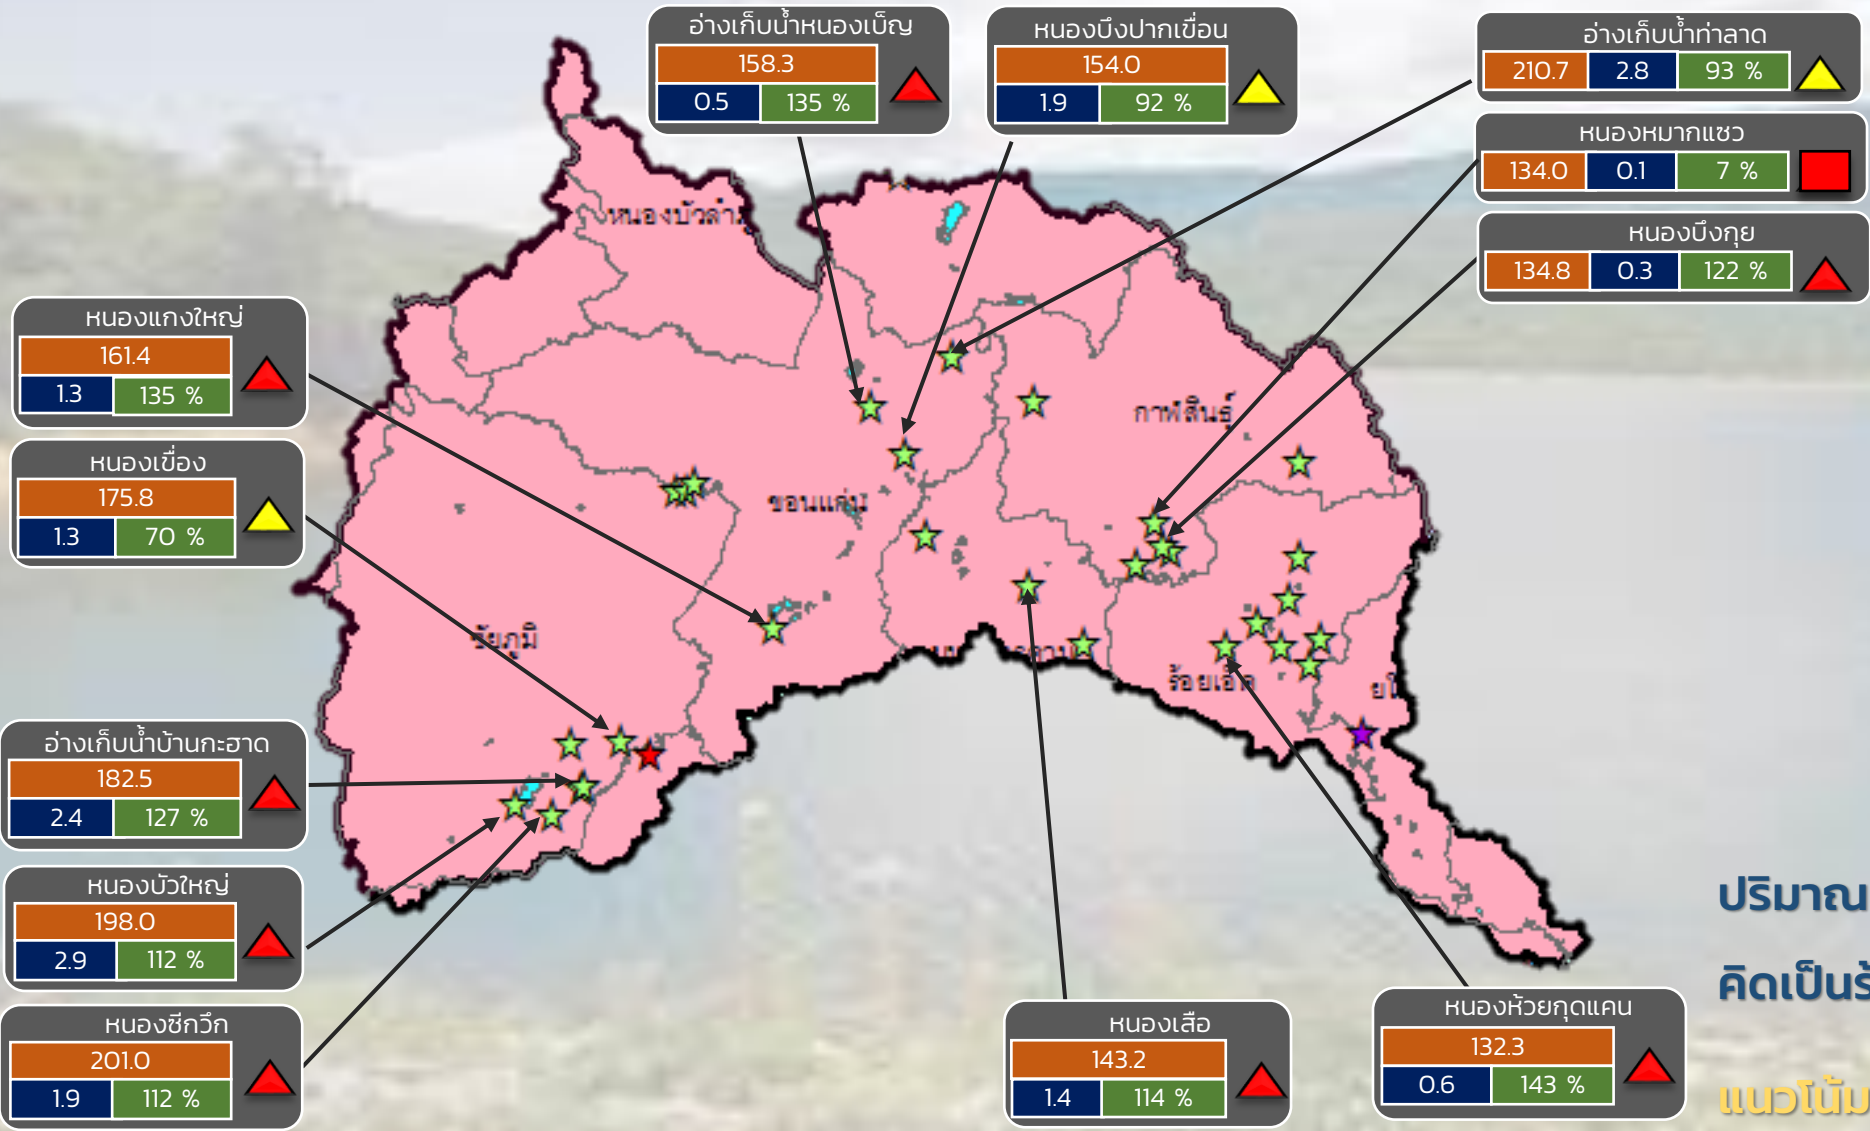 อ่างเก็บน้ำหนองเบ็ญ
158.3
0.5 135 %
หนองบึงปากเขื่อน
154.0
1.9 92 %
อ่างเก็บน้ำท่าลาด
210.7 2.8 93 %
หนองหมากแซว
134.0 0.1 7 %
หนองบึงกุย
134.8 0.3 122 %
หนองแกงใหญ่
161.4
1.3 135 %
หนองเขื่อง
175.8
1.3 70 %
อ่างเก็บน้ำบ้านกะฮาด
182.5
2.4 127 %
หนองบัวใหญ่
198.0
2.9 112 %
หนองซีกวึก
201.0
1.9 112 %
หนองเสือ
143.2
1.4 114 %
หนองห้วยกุดแคน
132.3
0.6 143 %
หนองบัวลำภู
กาฬสินธุ์
ขอนแก่น
ชัยภูมิ
ร้อยเอ็ด
ปริมาณ
คิดเป็นร้
แนวโน้ม